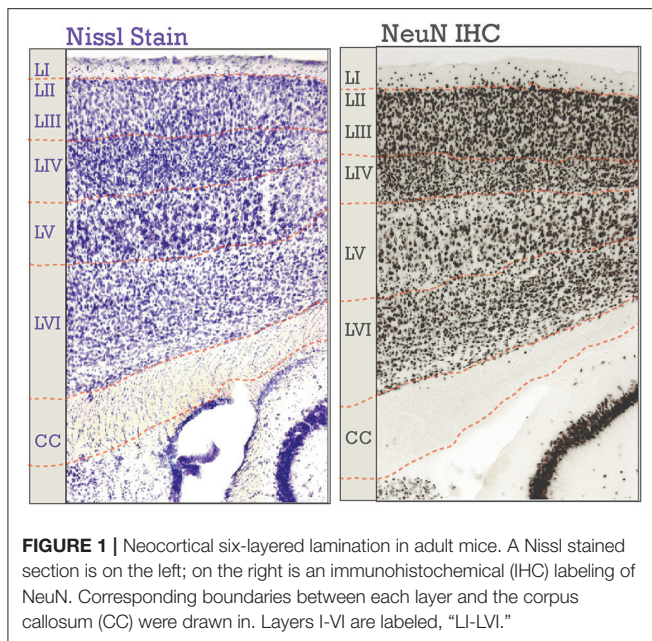 Nissl Stain
LI
LII
LIII
LIV
LV
LVI
CC
NeuN IHC
LI
LII
LIII
LIV
LV
LVI
CC
FIGURE 1 | Neocortical six-layered lamination in adult mice. A Nissl stained
section is on the left; on the right is an immunohistochemical (IHC) labeling of
NeuN. Corresponding boundaries between each layer and the corpus
callosum (CC) were drawn in. Layers I-VI are labeled, “LI-LVI.”